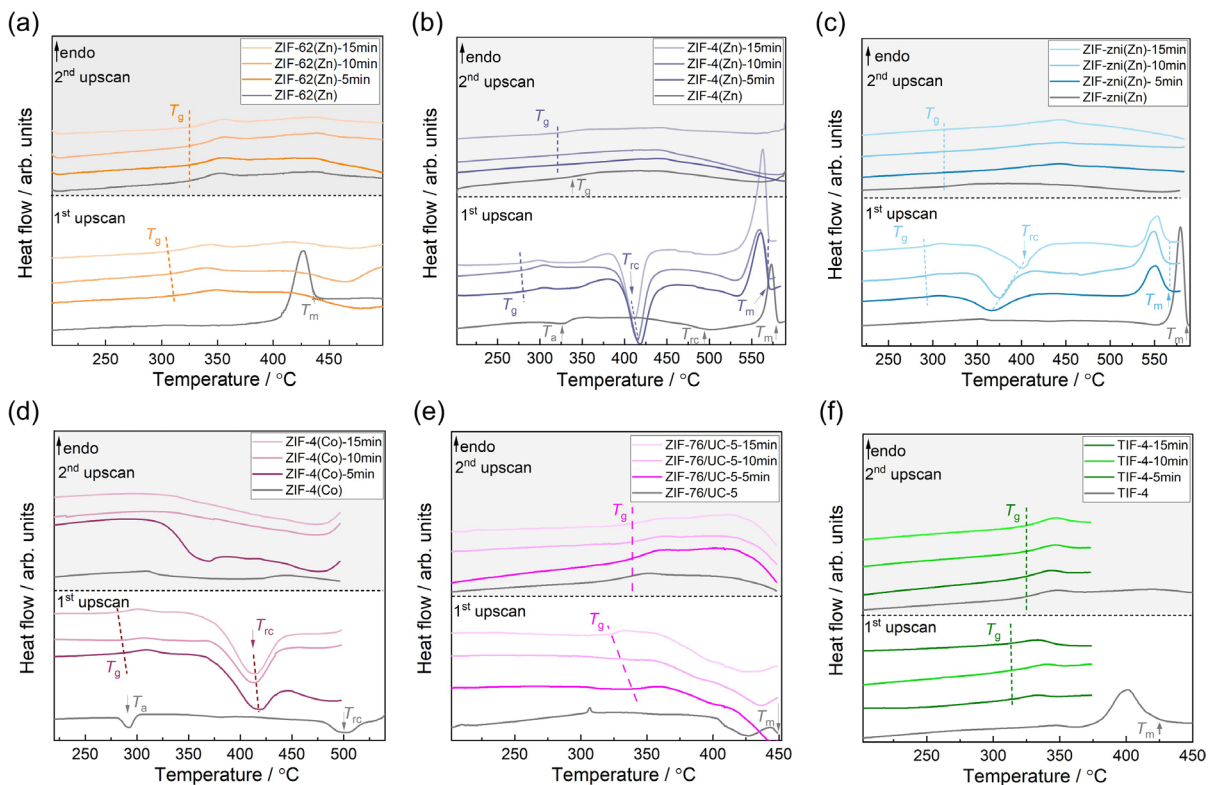 (a)
↑endo
2nd upscan
ZIF-62(Zn)-15min
ZIF-62(Zn)-10min
ZIF-62(Zn)-5min
ZIF-62(Zn)
Tg
1st upscan
Tg
Tm
Heat flow / arb. units
250 300 350 400 450 500
Temperature / °C
(b)
↑endo
2nd upscan
ZIF-4(Zn)-15min
ZIF-4(Zn)-10min
ZIF-4(Zn)-5min
ZIF-4(Zn)
Tg
Tg
1st upscan
Trc
Tg
Tm
Ta
Trc
Tm
Heat flow / arb. units
250 300 350 400 450 500 550
Temperature / °C
(c)
↑endo
2nd upscan
ZIF-zni(Zn)-15min
ZIF-zni(Zn)-10min
ZIF-zni(Zn)- 5min
ZIF-zni(Zn)
Tg
1st upscan
Tg
Trc
Tm
Tm
Heat flow / arb. units
250 300 350 400 450 500 550
Temperature / °C
(d)
↑endo
2nd upscan
ZIF-4(Co)-15min
ZIF-4(Co)-10min
ZIF-4(Co)-5min
ZIF-4(Co)
1st upscan
Trc
Tg
Ta
Trc
Heat flow / arb. units
250 300 350 400 450 500
Temperature / °C
(e)
↑endo
2nd upscan
ZIF-76/UC-5-15min
ZIF-76/UC-5-10min
ZIF-76/UC-5-5min
ZIF-76/UC-5
Tg
1st upscan
Tg
Tm
Heat flow / arb. units
250 300 350 400 450
Temperature / °C
(f)
↑endo
2nd upscan
TIF-4-15min
TIF-4-10min
TIF-4-5min
TIF-4
Tg
1st upscan
Tg
Tm
Heat flow / arb. units
250 300 350 400 450
Temperature / °C